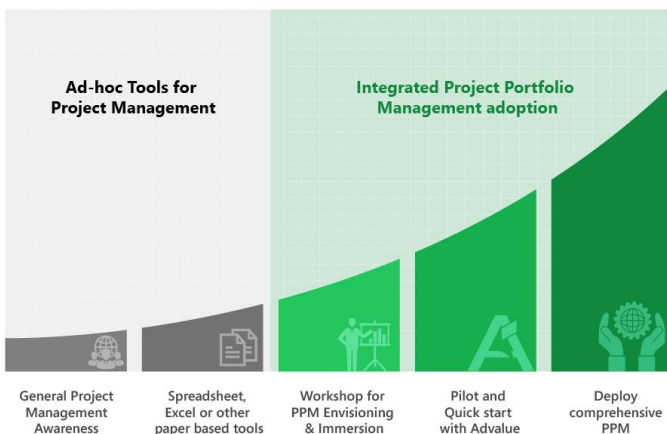 Ad-hoc Tools for
Project Management
Integrated Project Portfolio
Management adoption
General Project
Management
Awareness
Spreadsheet,
Excel or other
paper based tools
Workshop for
PPM Envisioning
& Immersion
Pilot and
Quick start
with Advalue
Deploy
comprehensive
PPM